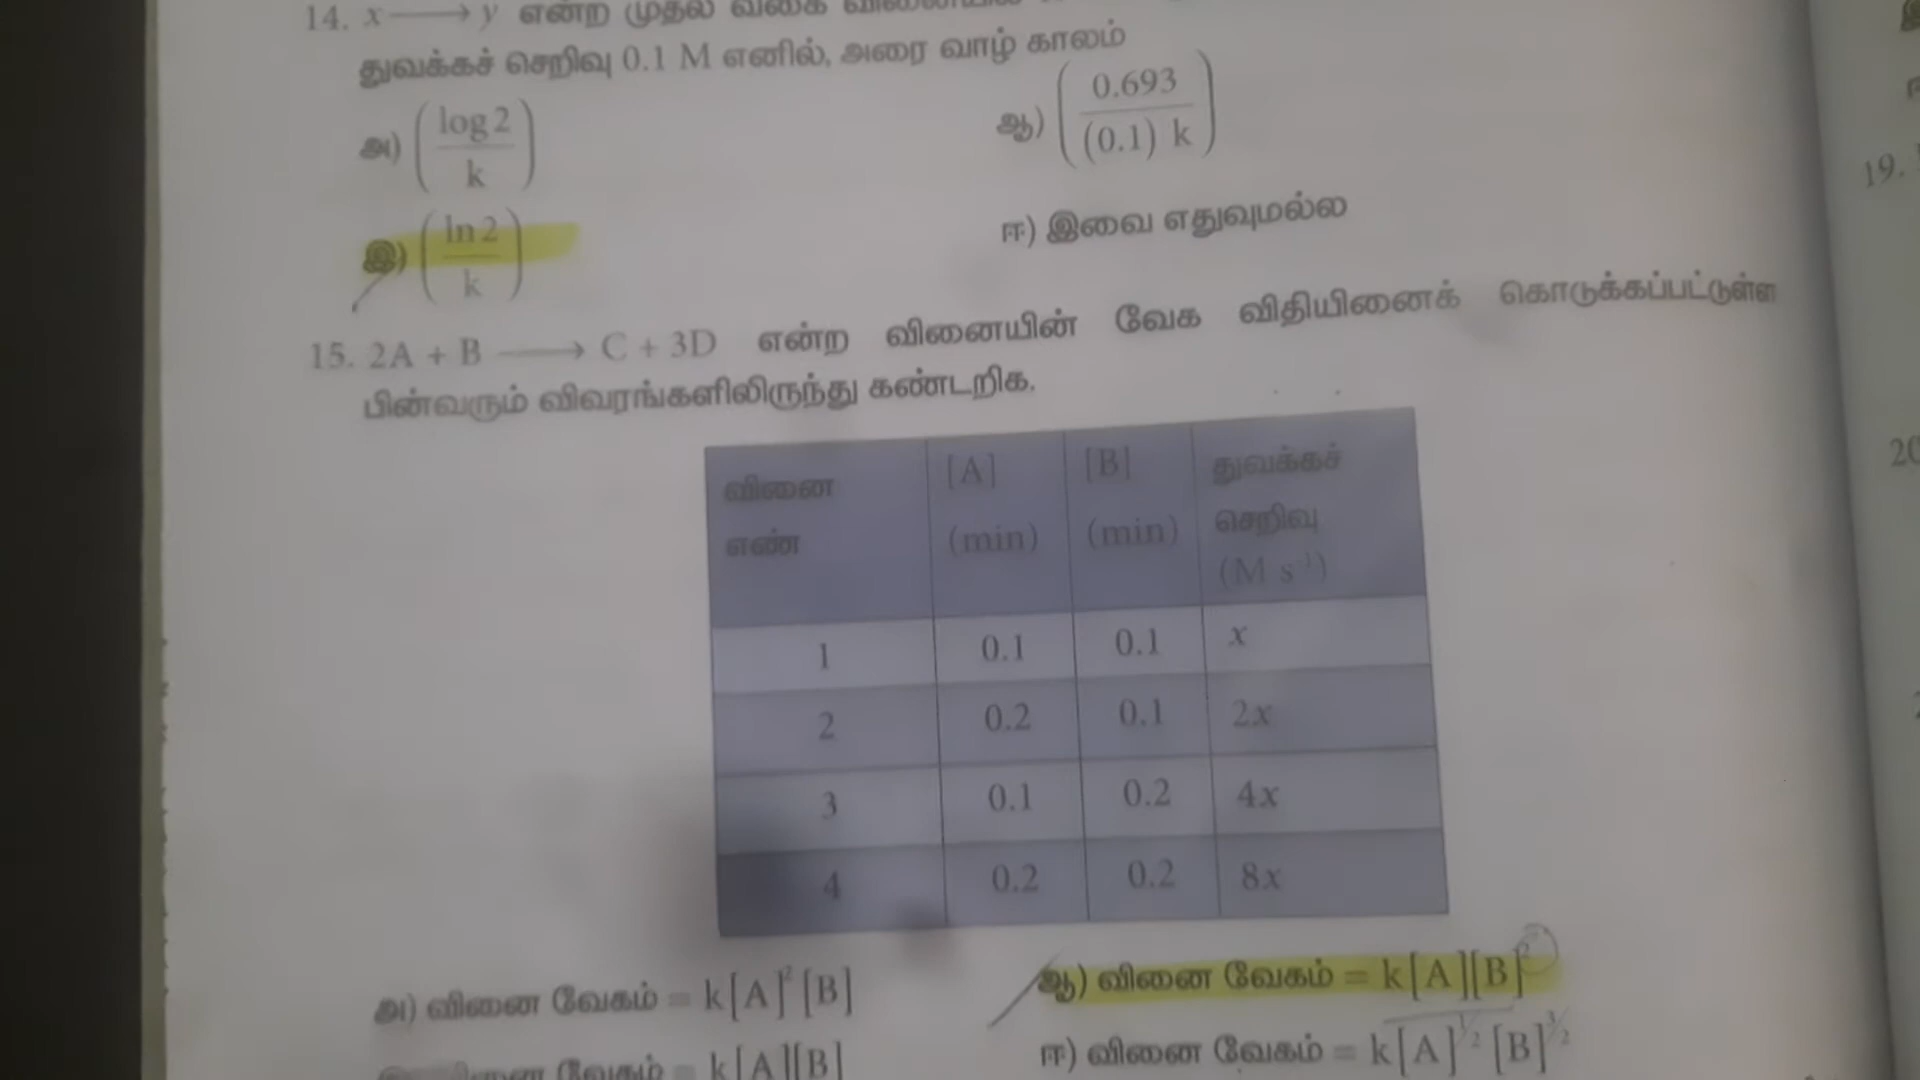 14. x ⟶ y என்ற முதல் வகை
துவக்கச் செறிவு 0.1 M எனில், அரை வாழ் காலம்
அ) (log 2 / k)
ஆ) (0.693 / (0.1) k)
இ) (ln 2 / k)
ஈ) இவை எதுவுமல்ல
15. 2A + B ⟶ C + 3D என்ற வினையின் வேக விதியினைக் கொடுக்கப்பட்டுள்ள
பின்வரும் விவரங்களிலிருந்து கண்டறிக.
வினை எண் | [A] (min) | [B] (min) | துவக்கச் செறிவு (M s⁻¹)
1 | 0.1 | 0.1 | x
2 | 0.2 | 0.1 | 2x
3 | 0.1 | 0.2 | 4x
4 | 0.2 | 0.2 | 8x
அ) வினை வேகம் = k[A]²[B]
ஆ) வினை வேகம் = k[A][B]²
வினை வேகம் = k[A][B]
ஈ) வினை வேகம் = k[A]^1/2 [B]^3/2
19.
20